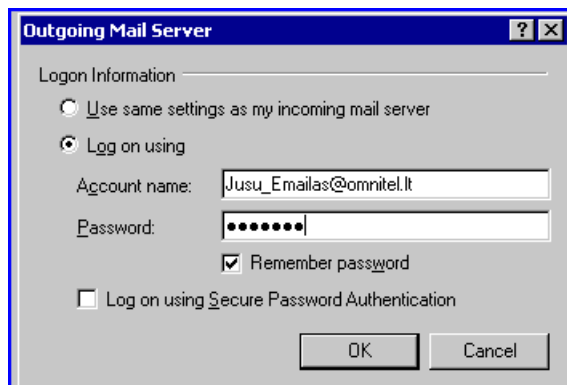 Outgoing Mail Server
Logon Information
Use same settings as my incoming mail server
Log on using
Account name: Jusu_Emailas@omnitel.lt
Password: ●●●●●●●
Remember password
Log on using Secure Password Authentication
OK Cancel